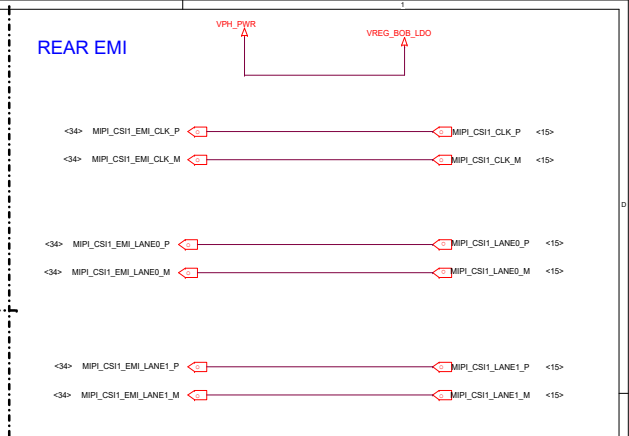 1
VPH_PWR
VREG_BOB_LDO
REAR EMI
<34> MIPI_CSI1_EMI_CLK_P MIPI_CSI1_CLK_P <15>
<34> MIPI_CSI1_EMI_CLK_M MIPI_CSI1_CLK_M <15>
D
<34> MIPI_CSI1_EMI_LANE0_P MIPI_CSI1_LANE0_P <15>
<34> MIPI_CSI1_EMI_LANE0_M MIPI_CSI1_LANE0_M <15>
<34> MIPI_CSI1_EMI_LANE1_P MIPI_CSI1_LANE1_P <15>
<34> MIPI_CSI1_EMI_LANE1_M MIPI_CSI1_LANE1_M <15>